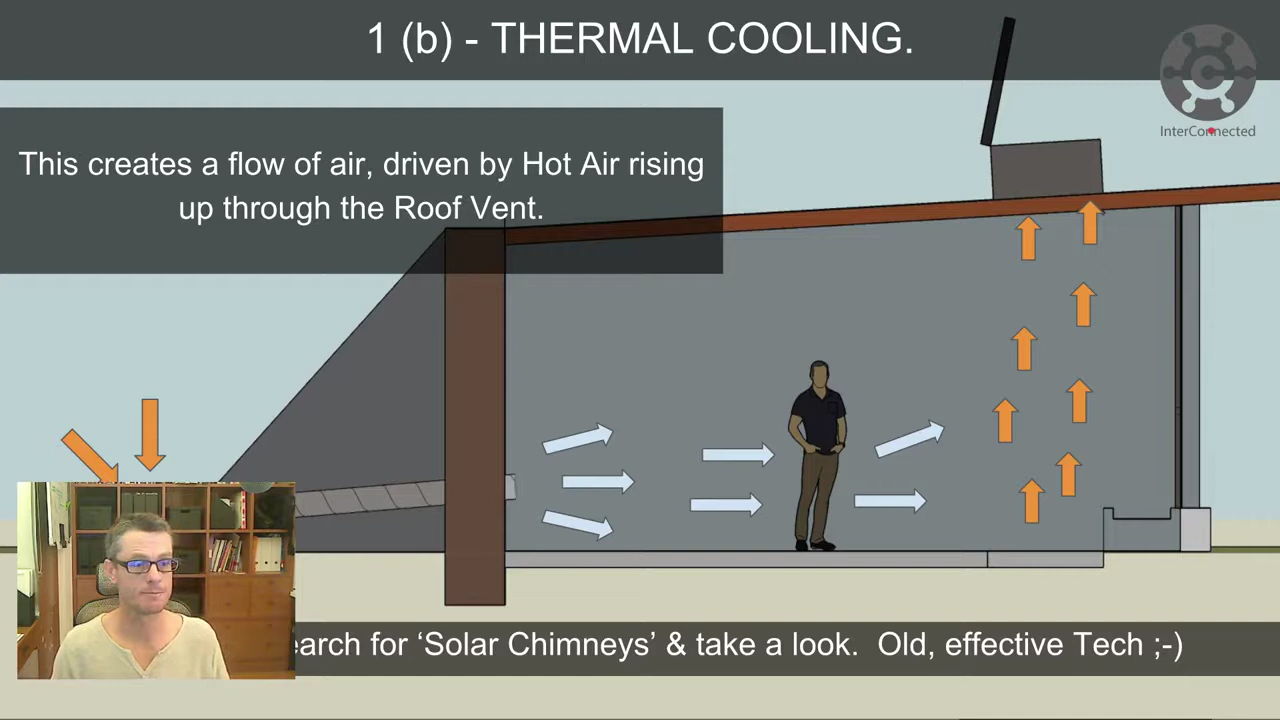 1 (b) - THERMAL COOLING.
InterConnected
This creates a flow of air, driven by Hot Air rising
up through the Roof Vent.
for ‘Solar Chimneys’ & take a look. Old, effective Tech ;-)